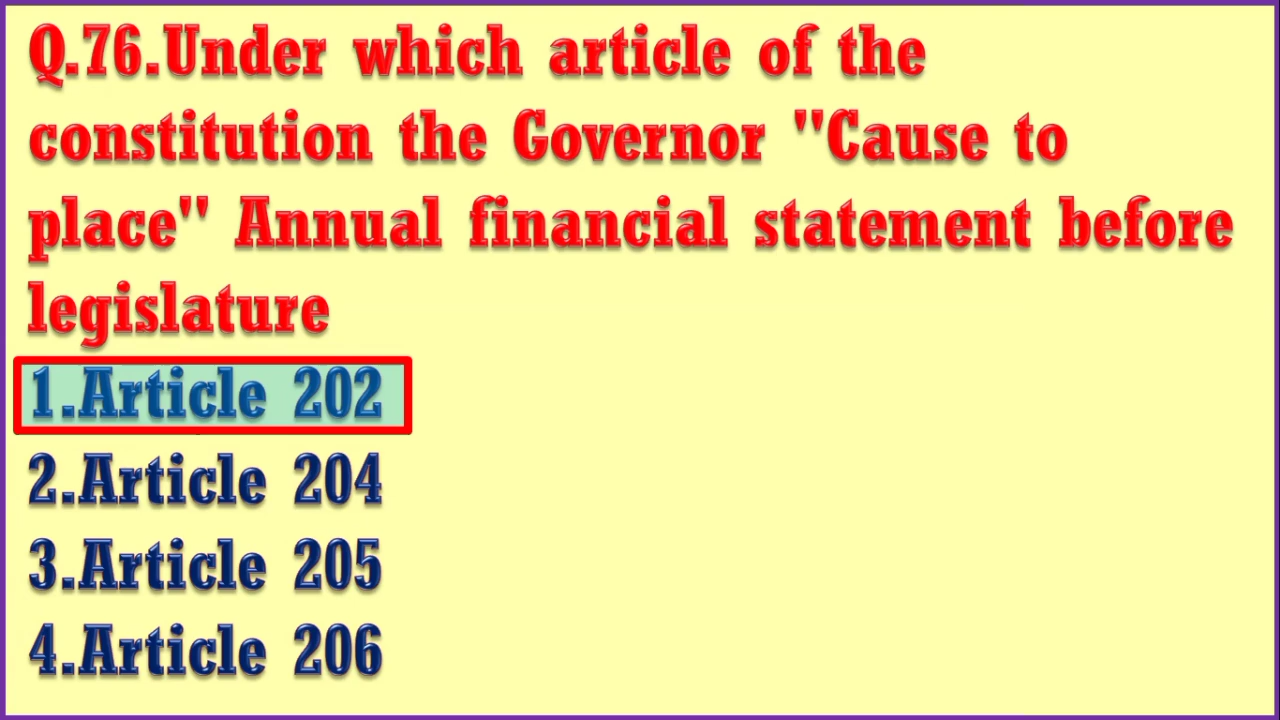 Q.76.Under which article of the
constitution the Governor "Cause to
place" Annual financial statement before
legislature
1.Article 202
2.Article 204
3.Article 205
4.Article 206